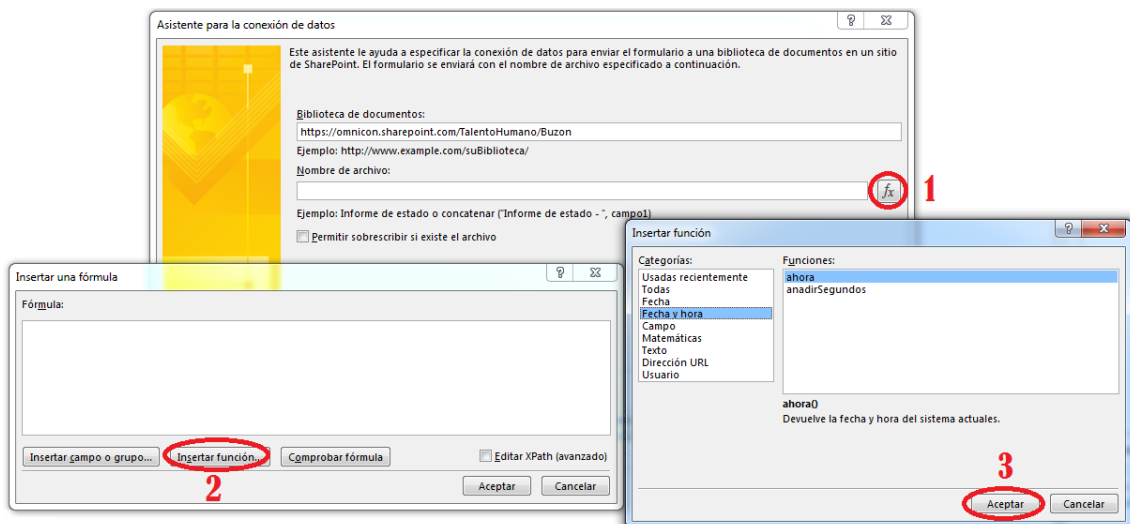 Asistente para la conexión de datos
Este asistente le ayuda a especificar la conexión de datos para enviar el formulario a una biblioteca de documentos en un sitio
de SharePoint. El formulario se enviará con el nombre de archivo especificado a continuación.
Biblioteca de documentos:
https://omnicon.sharepoint.com/TalentoHumano/Buzon
Ejemplo: http://www.example.com/suBiblioteca/
Nombre de archivo:
fx
1
Ejemplo: Informe de estado o concatenar ("Informe de estado - ", campo1)
Permitir sobrescribir si existe el archivo
Insertar una fórmula
Fórmula:
Insertar campo o grupo...
Insertar función...
Comprobar fórmula
Editar XPath (avanzado)
2
Aceptar
Cancelar
Insertar función
Categorías:
Usadas recientemente
Todas
Fecha
Fecha y hora
Campo
Matemáticas
Texto
Dirección URL
Usuario
Funciones:
ahora
anadirSegundos
ahora()
Devuelve la fecha y hora del sistema actuales.
3
Aceptar
Cancelar